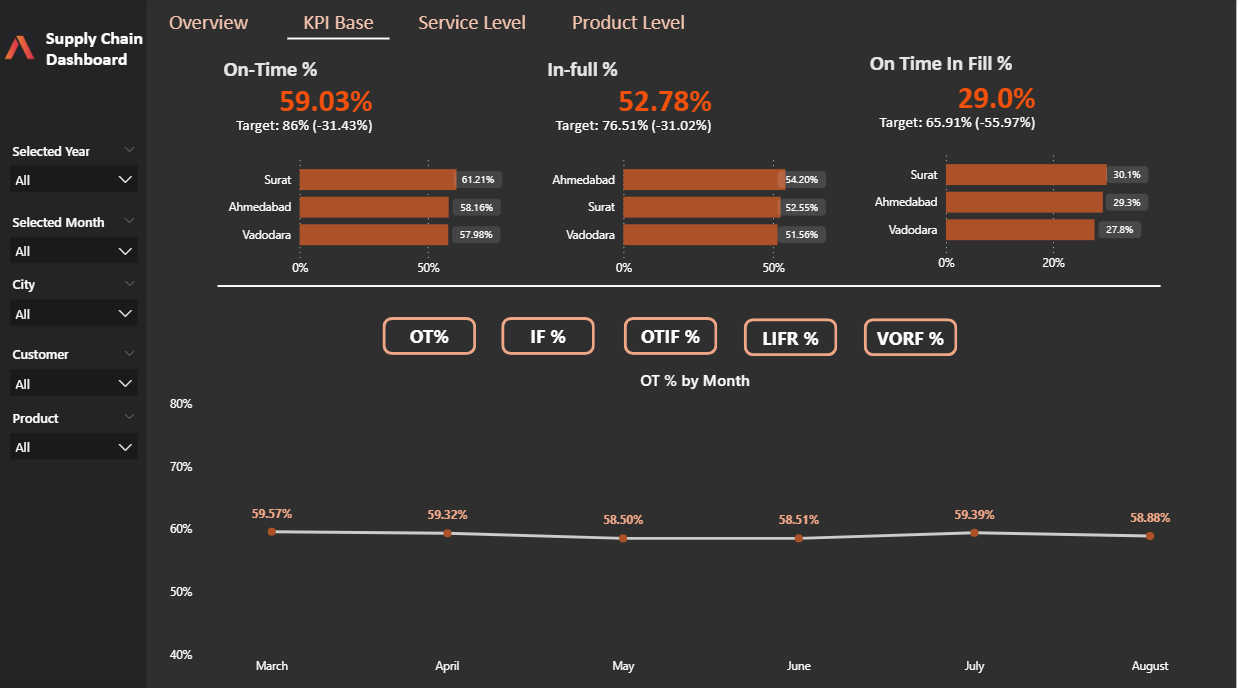 Supply Chain
Dashboard
Overview KPI Base Service Level Product Level
Selected Year
All
Selected Month
All
City
All
Customer
All
Product
All
On-Time %
59.03%
Target: 86% (-31.43%)
Surat 61.21%
Ahmedabad 58.16%
Vadodara 57.98%
0% 50%
In-full %
52.78%
Target: 76.51% (-31.02%)
Ahmedabad 54.20%
Surat 52.55%
Vadodara 51.56%
0% 50%
On Time In Fill %
29.0%
Target: 65.91% (-55.97%)
Surat 30.1%
Ahmedabad 29.3%
Vadodara 27.8%
0% 20%
OT% IF % OTIF % LIFR % VORF %
OT % by Month
80%
70%
60%
50%
40%
59.57% 59.32% 58.50% 58.51% 59.39% 58.88%
March April May June July August